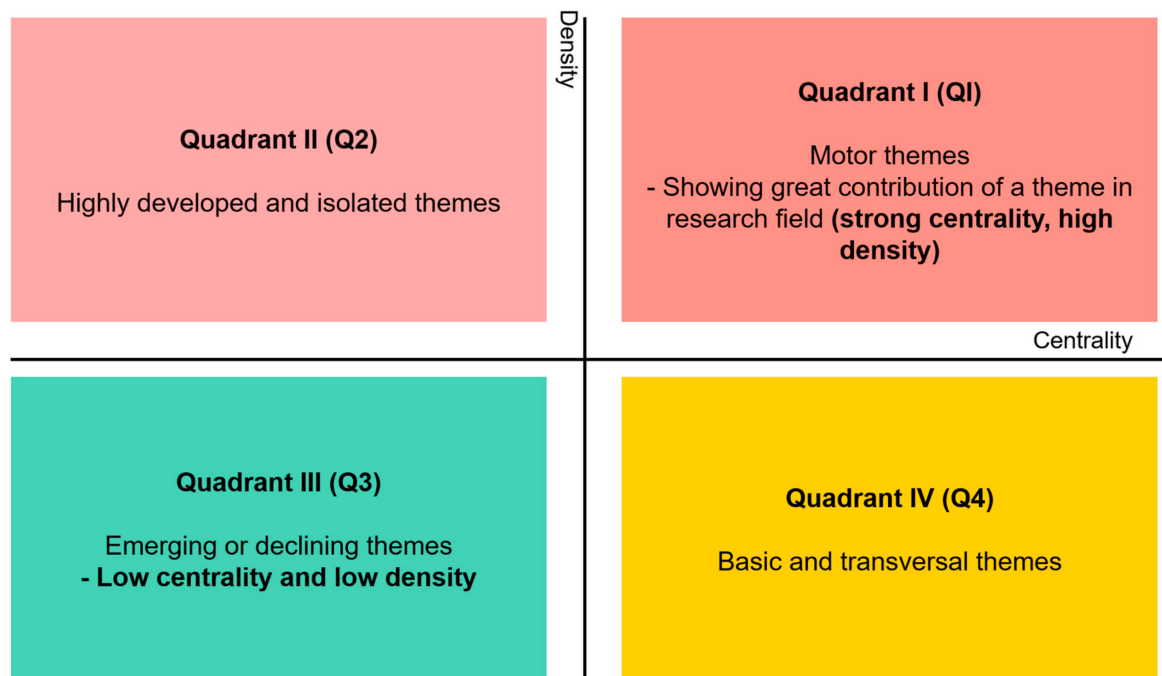 Density
Quadrant II (Q2)
Highly developed and isolated themes
Quadrant I (QI)
Motor themes
- Showing great contribution of a theme in
research field (strong centrality, high
density)
Centrality
Quadrant III (Q3)
Emerging or declining themes
- Low centrality and low density
Quadrant IV (Q4)
Basic and transversal themes